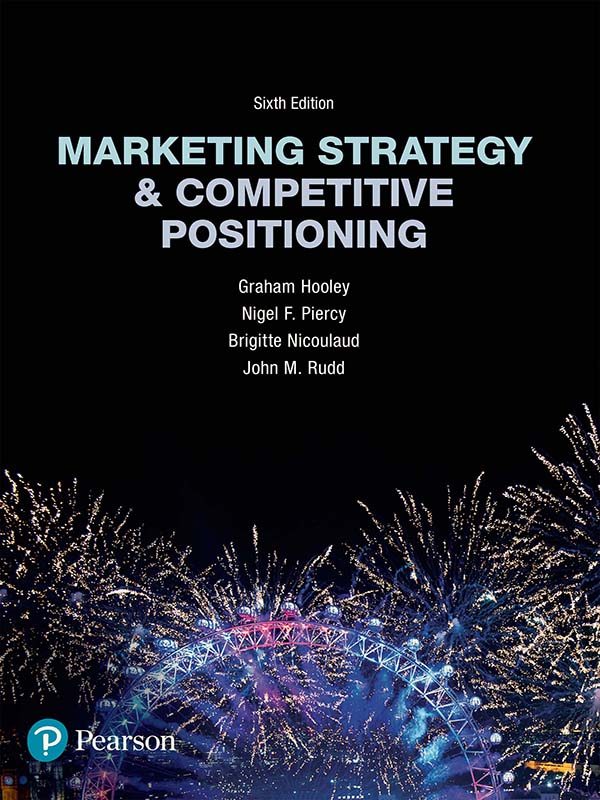 Sixth Edition
MARKETING STRATEGY
& COMPETITIVE
POSITIONING
Graham Hooley
Nigel F. Piercy
Brigitte Nicoulaud
John M. Rudd
P Pearson